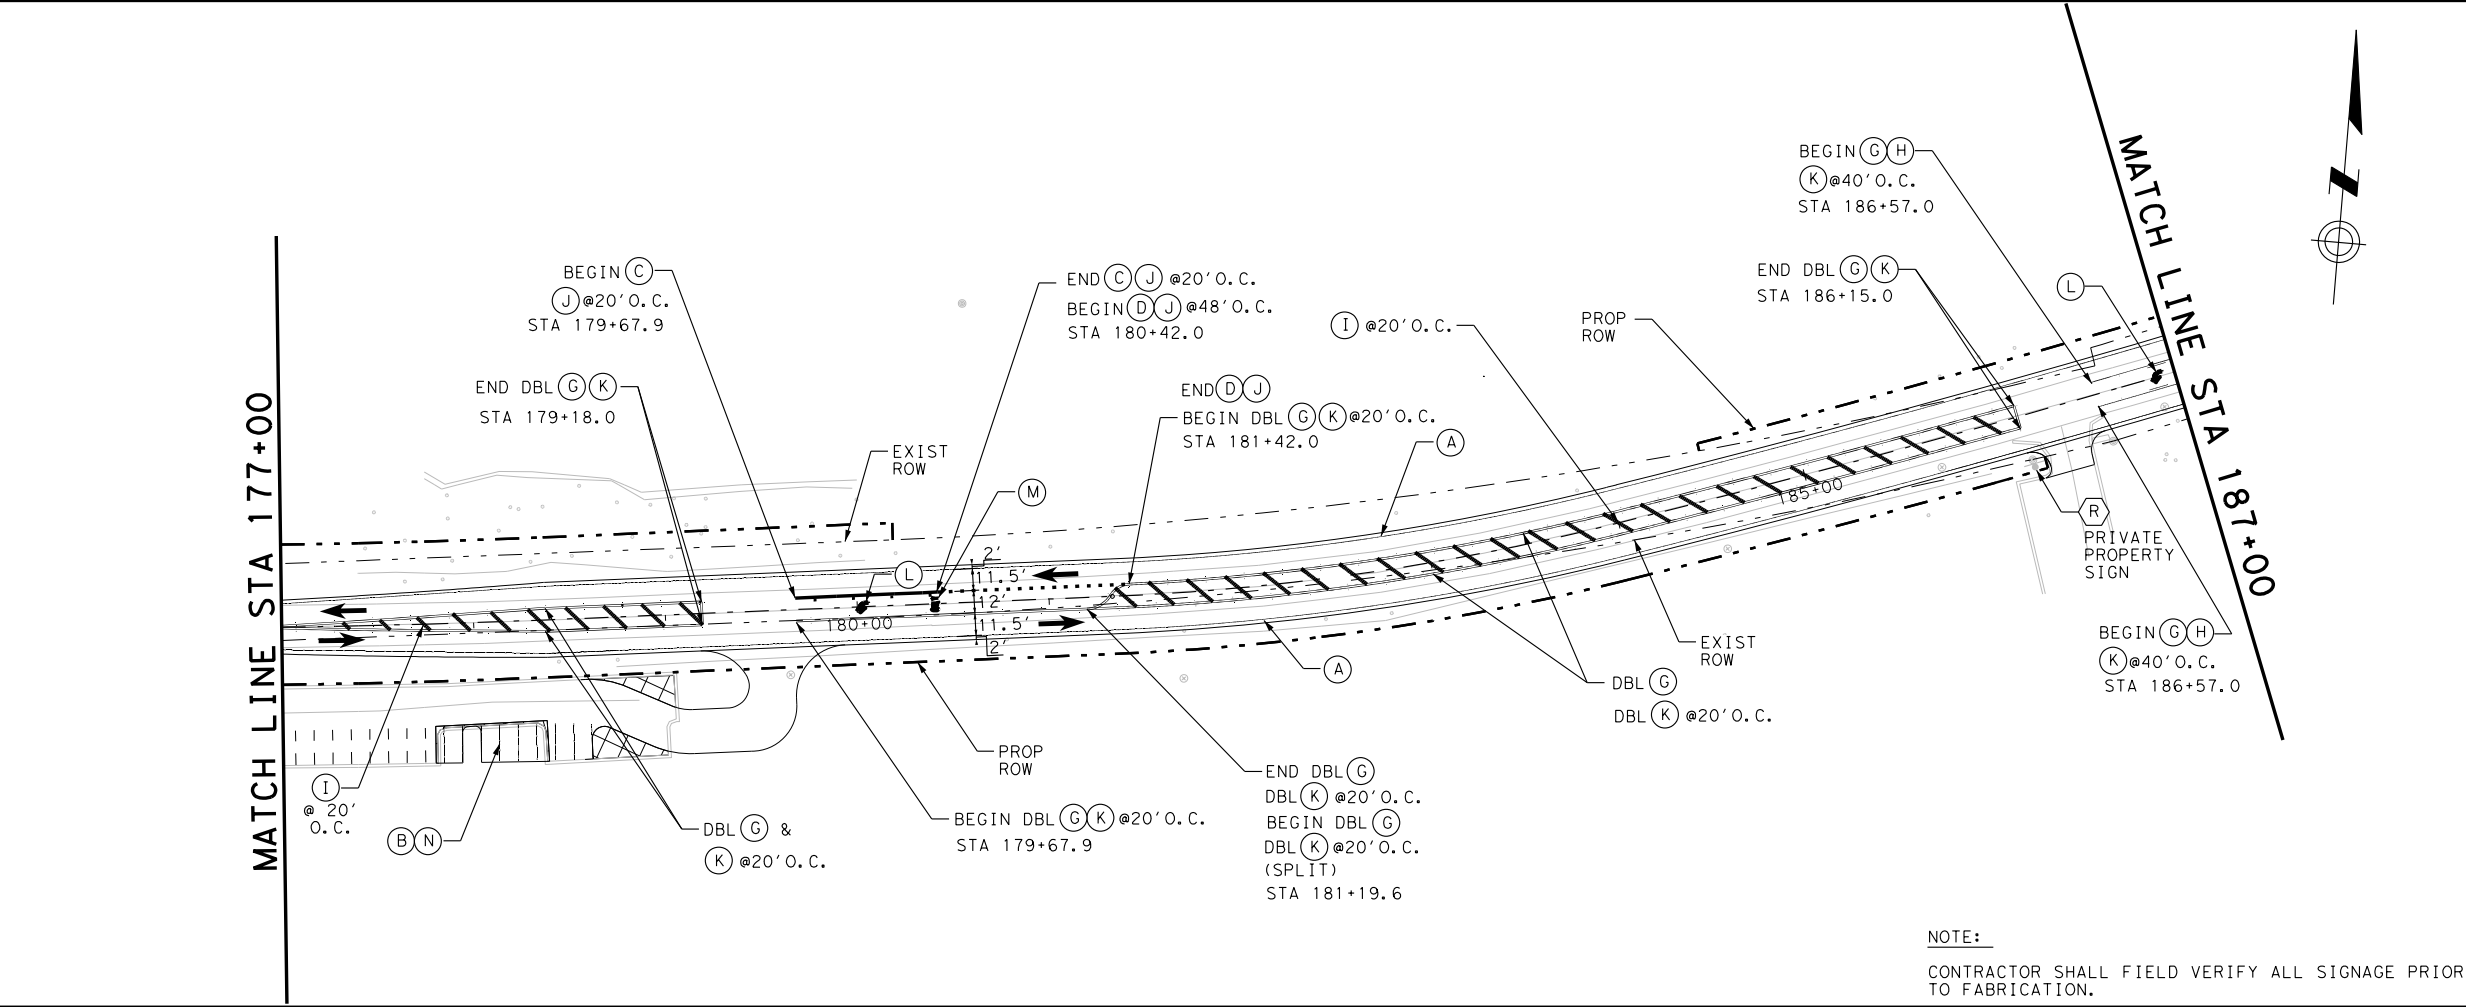 MATCH LINE STA 177+00
BEGIN C
J @20'O.C.
STA 179+67.9
END DBL G K
STA 179+18.0
EXIST
ROW
END C J @20'O.C.
BEGIN D J @48'O.C.
STA 180+42.0
M
L
END D J
BEGIN DBL G K @20'O.C.
STA 181+42.0
I @20'O.C.
A
PROP
ROW
BEGIN G H
K @40'O.C.
STA 186+57.0
END DBL G K
STA 186+15.0
L
MATCH LINE STA 187+00
N
2'
11.5'
12'
11.5'
2'
180+00
185+00
R
PRIVATE
PROPERTY
SIGN
BEGIN G H
K @40'O.C.
STA 186+57.0
EXIST
ROW
A
DBL G
DBL K @20'O.C.
PROP
ROW
END DBL G
DBL K @20'O.C.
BEGIN DBL G
DBL K @20'O.C.
(SPLIT)
STA 181+19.6
BEGIN DBL G K @20'O.C.
STA 179+67.9
DBL G &
K @20'O.C.
I
@ 20'
O.C.
B N
NOTE:
CONTRACTOR SHALL FIELD VERIFY ALL SIGNAGE PRIOR
TO FABRICATION.